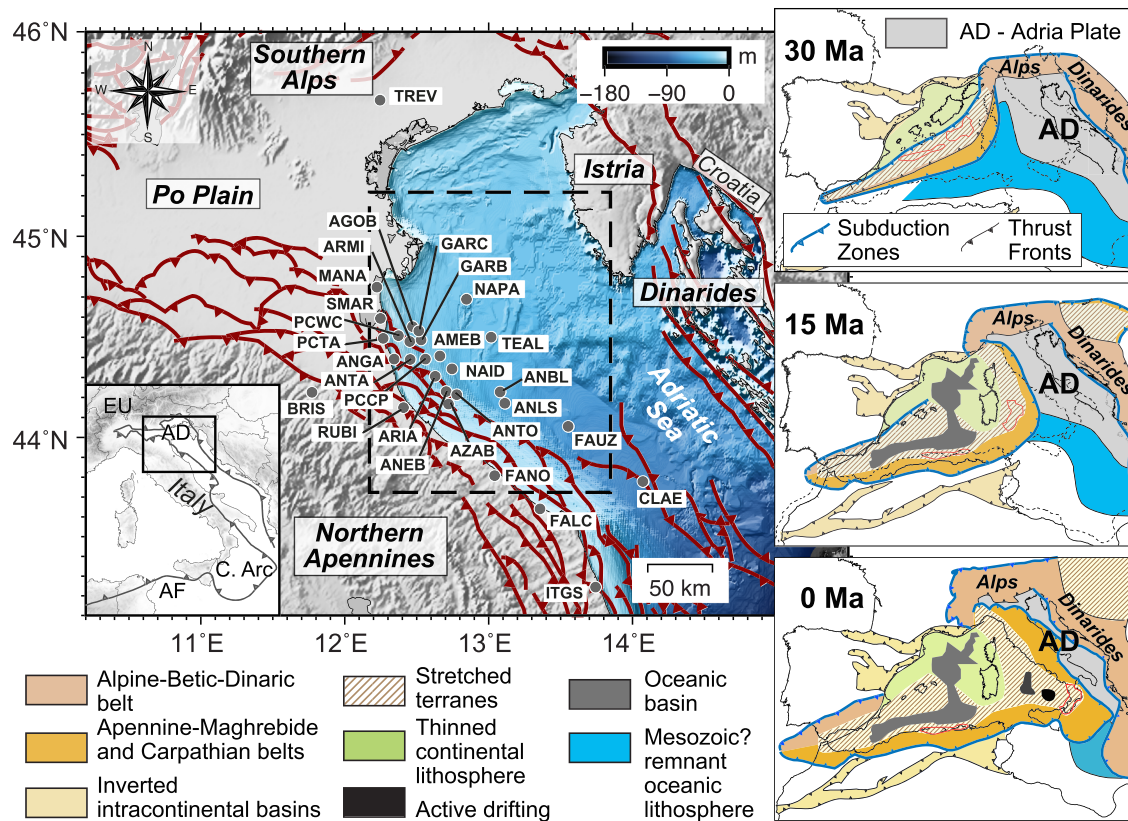 46°N
45°N
44°N
11°E
12°E
13°E
14°E
N
W
E
S
Southern
Alps
TREV
m
−180
−90
0
Po Plain
Istria
Croatia
AGOB
ARMI
GARC
MANA
GARB
SMAR
NAPA
Dinarides
PCWC
AMEB
TEAL
PCTA
ANGA
NAID
ANBL
ANTA
BRIS
PCCP
ANLS
Adriatic
Sea
RUBI
ARIA
ANTO
FAUZ
ANEB
AZAB
FANO
CLAE
FALC
Northern
Apennines
ITGS
50 km
EU
AD
Italy
C. Arc
AF
30 Ma
AD - Adria Plate
Alps
Dinarides
AD
Subduction
Zones
Thrust
Fronts
15 Ma
Alps
Dinarides
AD
0 Ma
Alps
Dinarides
AD
Alpine-Betic-Dinaric
belt
Apennine-Maghrebide
and Carpathian belts
Inverted
intracontinental basins
Stretched
terranes
Thinned
continental
lithosphere
Active drifting
Oceanic
basin
Mesozoic?
remnant
oceanic
lithosphere